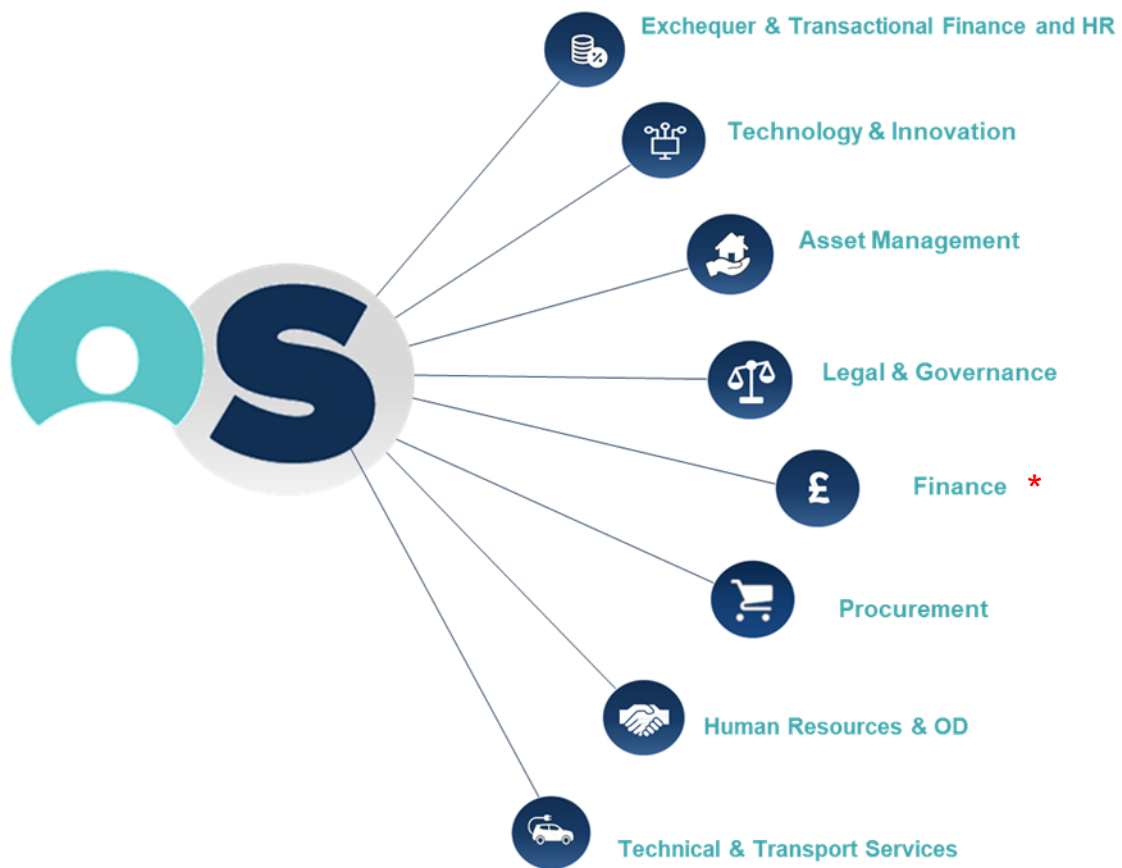 Exchequer & Transactional Finance and HR
Technology & Innovation
Asset Management
OS
Legal & Governance
£
Finance *
Procurement
Human Resources & OD
Technical & Transport Services